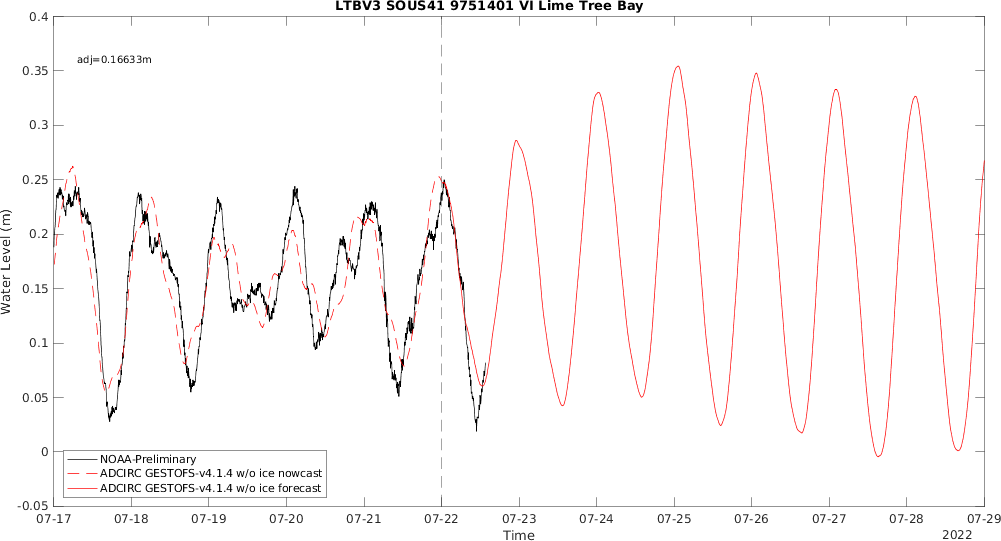 LTBV3 SOUS41 9751401 VI Lime Tree Bay
adj=0.16633m
0.4
0.35
0.3
0.25
0.2
0.15
0.1
0.05
0
-0.05
Water Level (m)
NOAA-Preliminary
ADCIRC GESTOFS-v4.1.4 w/o ice nowcast
ADCIRC GESTOFS-v4.1.4 w/o ice forecast
07-17 07-18 07-19 07-20 07-21 07-22 07-23 07-24 07-25 07-26 07-27 07-28 07-29
Time
2022